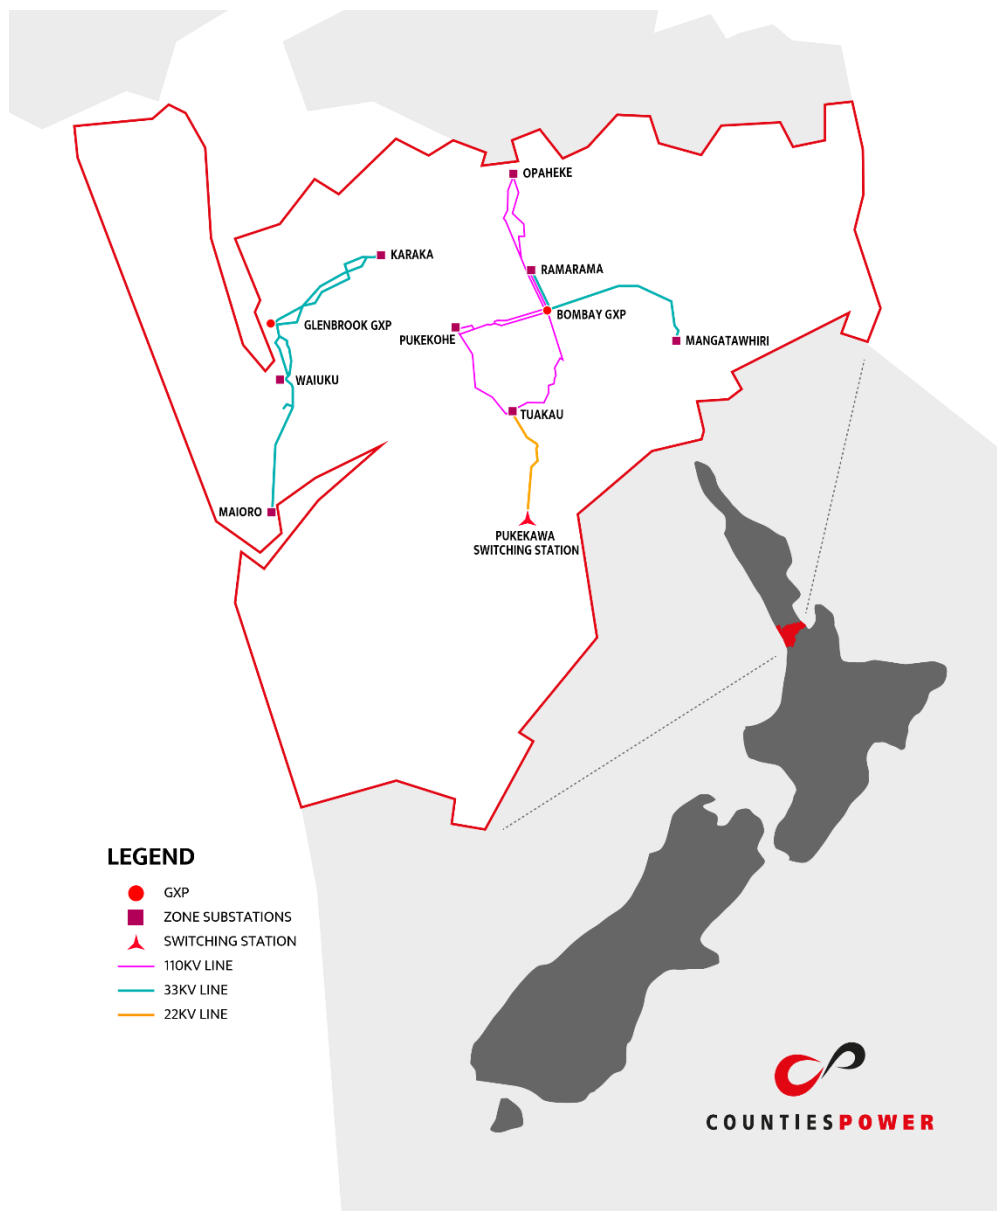 OPAHEKE
KARAKA
RAMARAMA
GLENBROOK GXP
BOMBAY GXP
PUKEKOHE
MANGATAWHIRI
WAIUKU
TUAKAU
MAIORO
PUKEKAWA
SWITCHING STATION
LEGEND
GXP
ZONE SUBSTATIONS
SWITCHING STATION
110KV LINE
33KV LINE
22KV LINE
COUNTIESPOWER